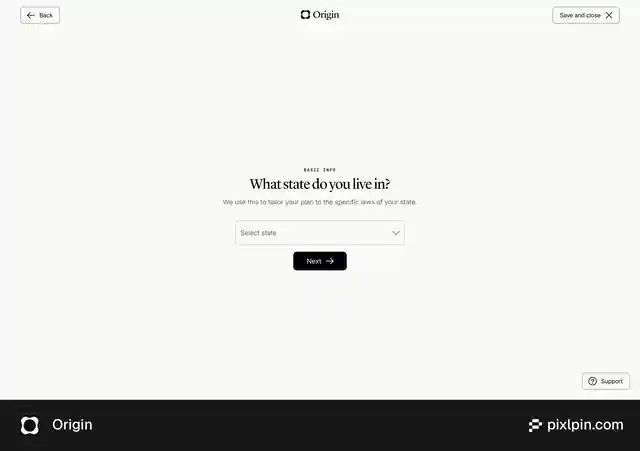 Back
Origin
Save and close
BASIC INFO
What state do you live in?
We use this to tailor your plan to the specific laws of your state.
Select state
Next
Support
Origin
pixlpin.com